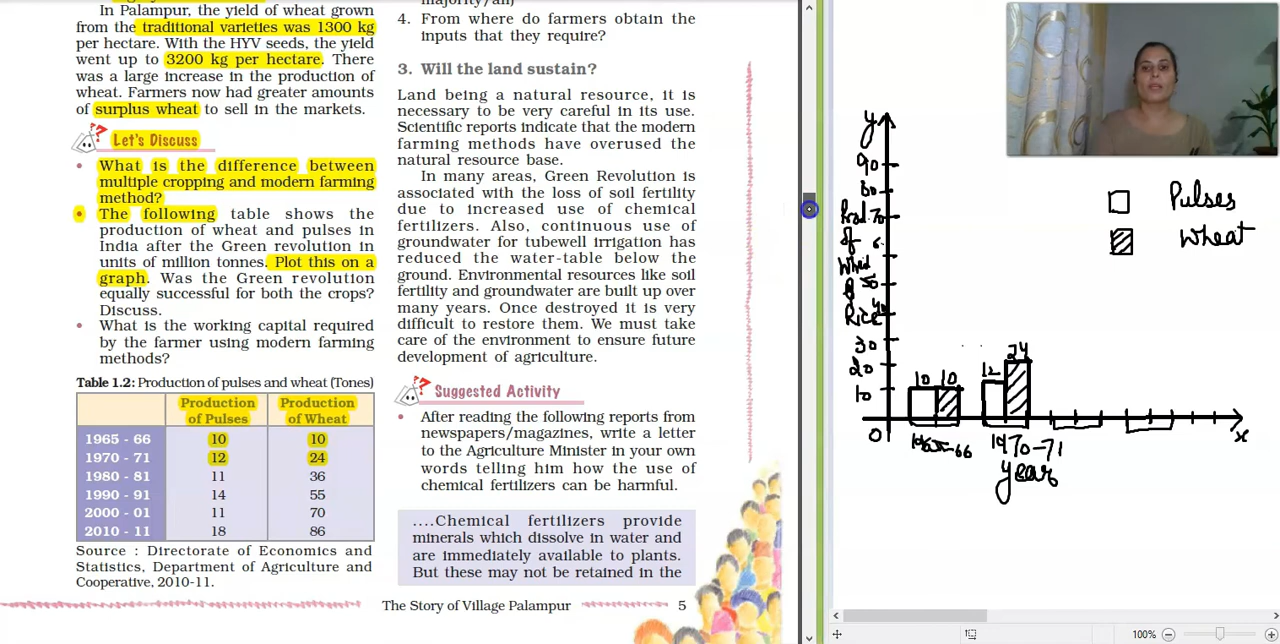 In Palampur, the yield of wheat grown
from the traditional varieties was 1300 kg
per hectare. With the HYV seeds, the yield
went up to 3200 kg per hectare. There
was a large increase in the production of
wheat. Farmers now had greater amounts
of surplus wheat to sell in the markets.
Let's Discuss
• What is the difference between
multiple cropping and modern farming
method?
• The following table shows the
production of wheat and pulses in
India after the Green revolution in
units of million tonnes. Plot this on a
graph. Was the Green revolution
equally successful for both the crops?
Discuss.
• What is the working capital required
by the farmer using modern farming
methods?
Table 1.2: Production of pulses and wheat (Tones)
Production of Pulses Production of Wheat
1965 - 66 10 10
1970 - 71 12 24
1980 - 81 11 36
1990 - 91 14 55
2000 - 01 11 70
2010 - 11 18 86
Source : Directorate of Economics and
Statistics, Department of Agriculture and
Cooperative, 2010-11.
majority/all)
4. From where do farmers obtain the
inputs that they require?
3. Will the land sustain?
Land being a natural resource, it is
necessary to be very careful in its use.
Scientific reports indicate that the modern
farming methods have overused the
natural resource base.
In many areas, Green Revolution is
associated with the loss of soil fertility
due to increased use of chemical
fertilizers. Also, continuous use of
groundwater for tubewell irrigation has
reduced the water-table below the
ground. Environmental resources like soil
fertility and groundwater are built up over
many years. Once destroyed it is very
difficult to restore them. We must take
care of the environment to ensure future
development of agriculture.
Suggested Activity
• After reading the following reports from
newspapers/magazines, write a letter
to the Agriculture Minister in your own
words telling him how the use of
chemical fertilizers can be harmful.
....Chemical fertilizers provide
minerals which dissolve in water and
are immediately available to plants.
But these may not be retained in the
The Story of Village Palampur 5
y
90
80
Prod. 70
of 6
Wheat
& 50
Rice 40
30
20
10
0
10 10
12 24
1965-66
1970-71
x
year
Pulses
Wheat
100%